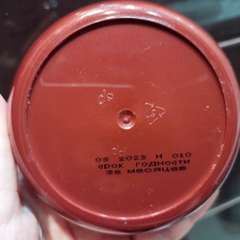 05 2023 H 010
срок годности
36 месяцев